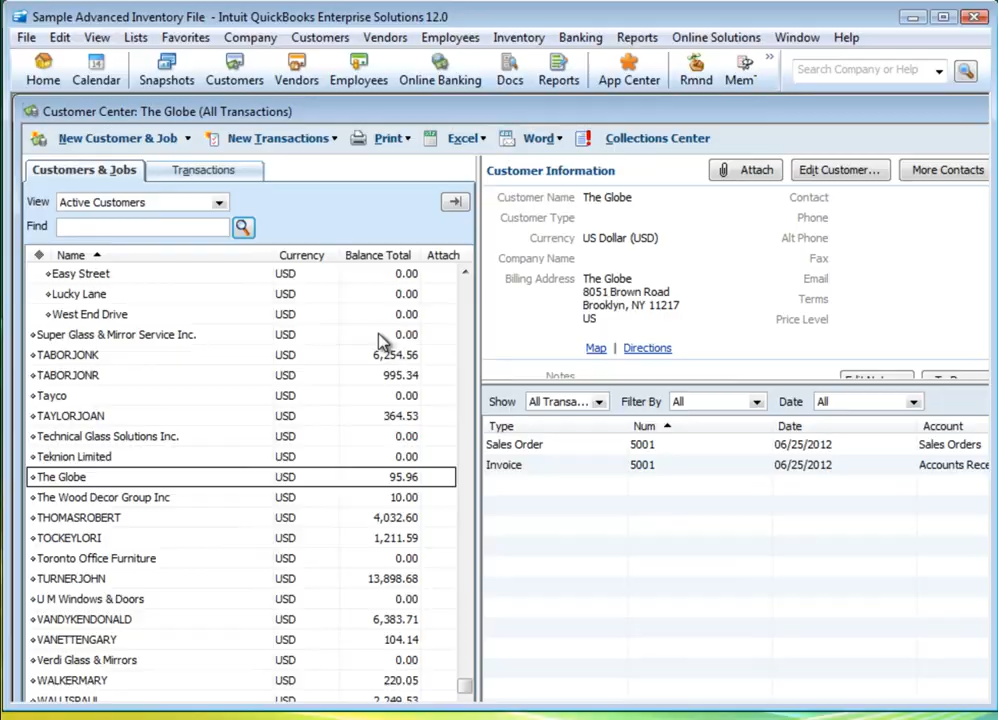 Sample Advanced Inventory File - Intuit QuickBooks Enterprise Solutions 12.0
File Edit View Lists Favorites Company Customers Vendors Employees Inventory Banking Reports Online Solutions Window Help
Home Calendar Snapshots Customers Vendors Employees Online Banking Docs Reports App Center Rmnd Mem Search Company or Help
Customer Center: The Globe (All Transactions)
New Customer & Job New Transactions Print Excel Word Collections Center
Customers & Jobs Transactions
View Active Customers
Find
Name Currency Balance Total Attach
Easy Street USD 0.00
Lucky Lane USD 0.00
West End Drive USD 0.00
Super Glass & Mirror Service Inc. USD 0.00
TABORJONK USD 6,254.56
TABORJONR USD 995.34
Tayco USD 0.00
TAYLORJOAN USD 364.53
Technical Glass Solutions Inc. USD 0.00
Teknion Limited USD 0.00
The Globe USD 95.96
The Wood Decor Group Inc USD 10.00
THOMASROBERT USD 4,032.60
TOCKEYLORI USD 1,211.59
Toronto Office Furniture USD 0.00
TURNERJOHN USD 13,898.68
U M Windows & Doors USD 0.00
VANDYKENDONALD USD 6,383.71
VANETTENGARY USD 104.14
Verdi Glass & Mirrors USD 0.00
WALKERMARY USD 220.05
WALLISPAUL USD 2,249.53
Customer Information Attach Edit Customer... More Contacts
Customer Name The Globe Contact
Customer Type Phone
Currency US Dollar (USD) Alt Phone
Company Name Fax
Billing Address The Globe Email
8051 Brown Road Terms
Brooklyn, NY 11217
US Price Level
Map | Directions
Notes
Show All Transa... Filter By All Date All
Type Num Date Account
Sales Order 5001 06/25/2012 Sales Orders
Invoice 5001 06/25/2012 Accounts Rece